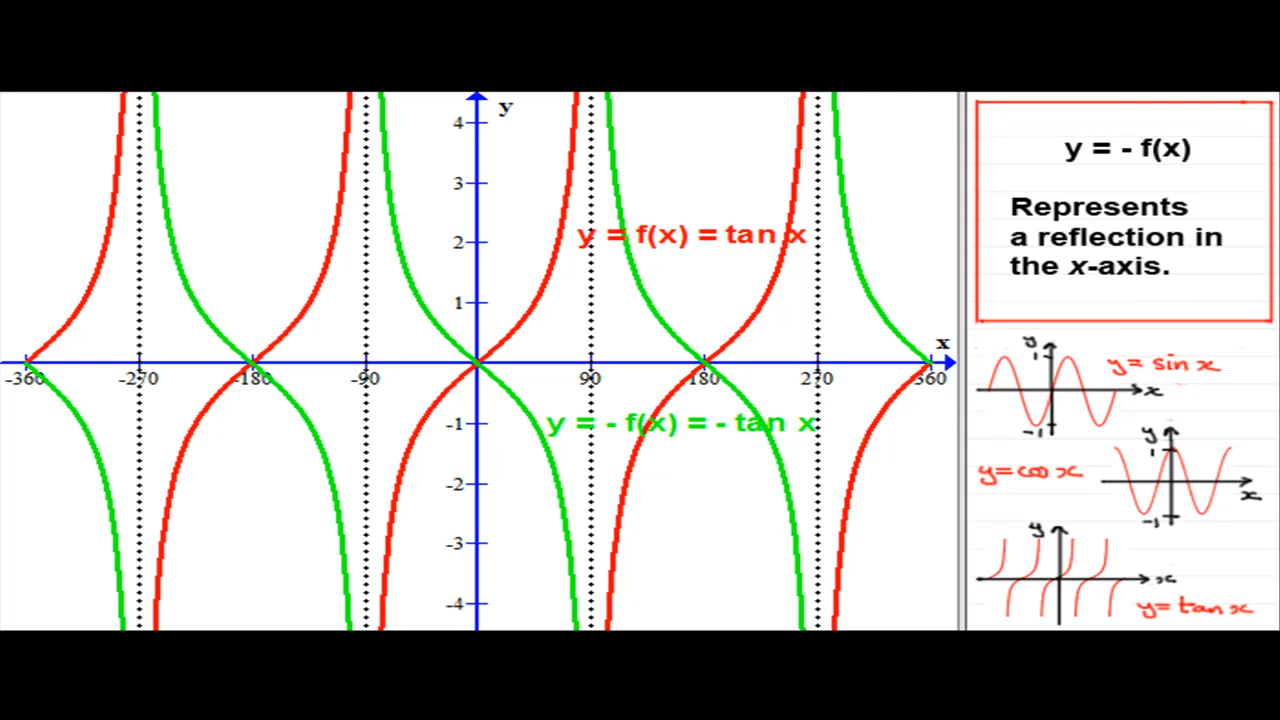 y
4
3
2
y = f(x) = tan x
1
x
-360 -270 -180 -90 90 180 270 360
-1
y = - f(x) = - tan x
-2
-3
-4
y = - f(x)
Represents
a reflection in
the x-axis.
y
1
y = sin x
x
-1
y
1
y = cos x
x
-1
y
x
y = tan x